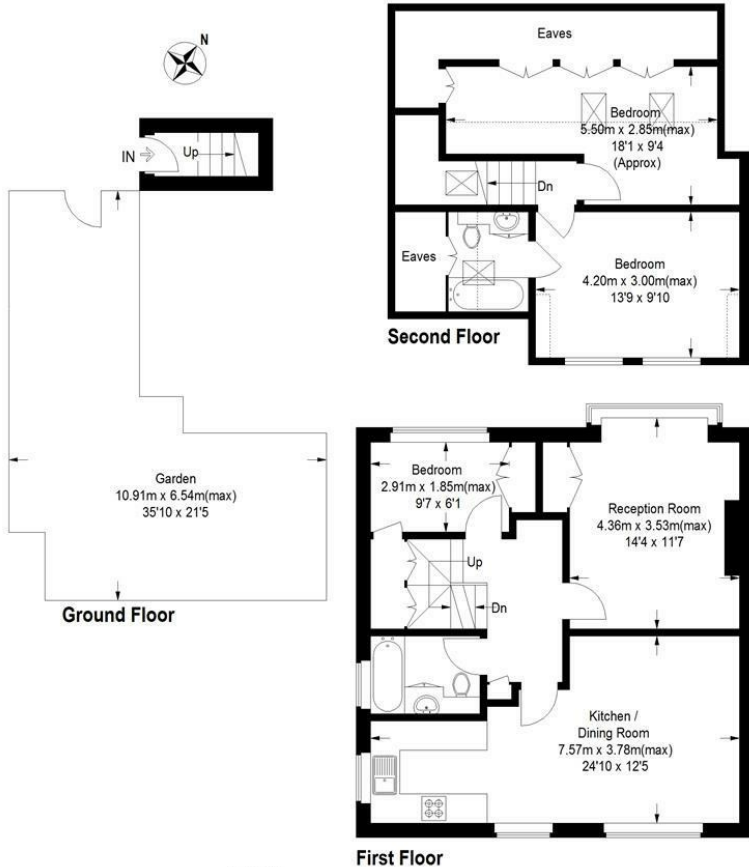 N
IN
Up
Garden
10.91m x 6.54m(max)
35'10 x 21'5
Ground Floor
Eaves
Bedroom
5.50m x 2.85m(max)
18'1 x 9'4
(Approx)
Dn
Eaves
Bedroom
4.20m x 3.00m(max)
13'9 x 9'10
Second Floor
Bedroom
2.91m x 1.85m(max)
9'7 x 6'1
Reception Room
4.36m x 3.53m(max)
14'4 x 11'7
Up
Dn
Kitchen /
Dining Room
7.57m x 3.78m(max)
24'10 x 12'5
First Floor